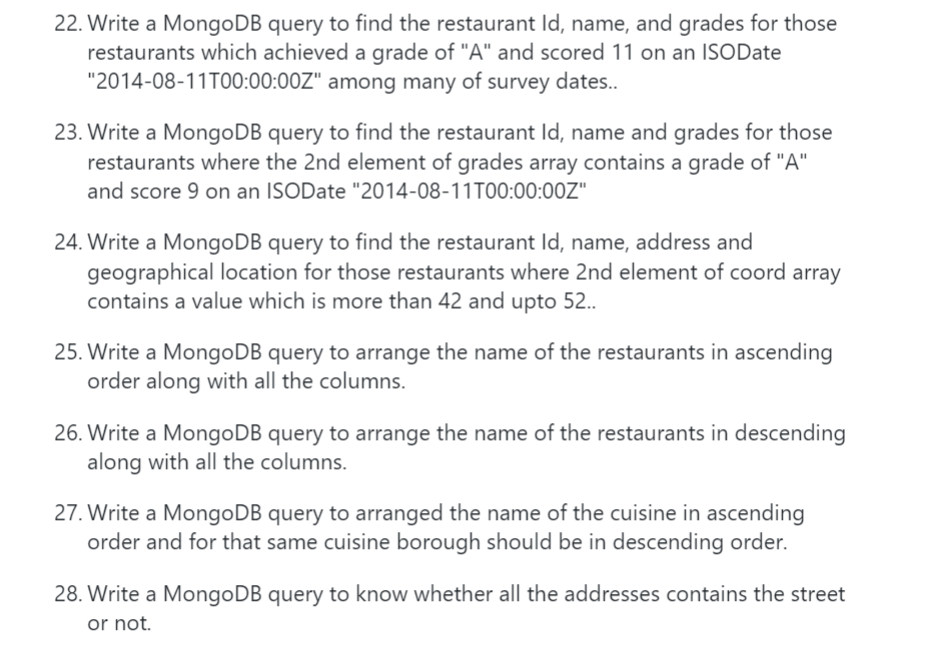 22. Write a MongoDB query to find the restaurant Id, name, and grades for those
restaurants which achieved a grade of "A" and scored 11 on an ISODate
"2014-08-11T00:00:00Z" among many of survey dates..
23. Write a MongoDB query to find the restaurant Id, name and grades for those
restaurants where the 2nd element of grades array contains a grade of "A"
and score 9 on an ISODate "2014-08-11T00:00:00Z"
24. Write a MongoDB query to find the restaurant Id, name, address and
geographical location for those restaurants where 2nd element of coord array
contains a value which is more than 42 and upto 52..
25. Write a MongoDB query to arrange the name of the restaurants in ascending
order along with all the columns.
26. Write a MongoDB query to arrange the name of the restaurants in descending
along with all the columns.
27. Write a MongoDB query to arranged the name of the cuisine in ascending
order and for that same cuisine borough should be in descending order.
28. Write a MongoDB query to know whether all the addresses contains the street
or not.